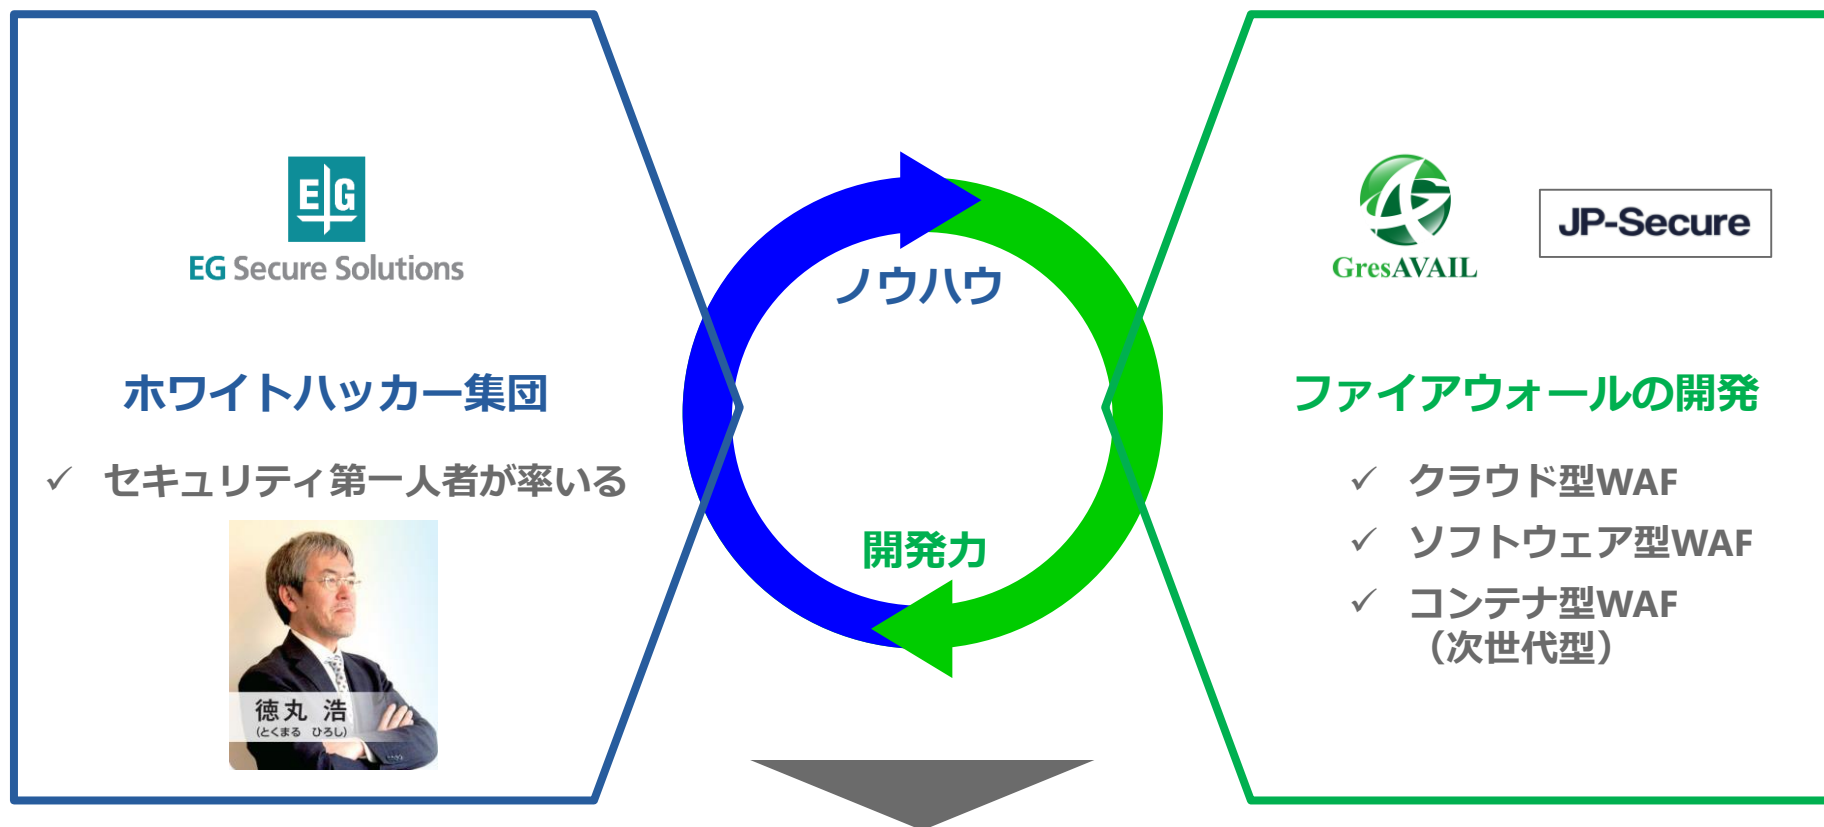 EG
EG Secure Solutions
ホワイトハッカー集団
✓ セキュリティ第一人者が率いる
徳丸 浩
(とくまる ひろし)
ノウハウ
開発力
GresAVAIL
JP-Secure
ファイアウォールの開発
✓ クラウド型WAF
✓ ソフトウェア型WAF
✓ コンテナ型WAF
（次世代型）